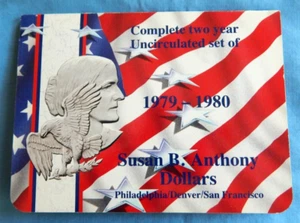 Complete two year
Uncirculated set of
1979 - 1980
Susan B. Anthony
Dollars
Philadelphia/Denver/San Francisco